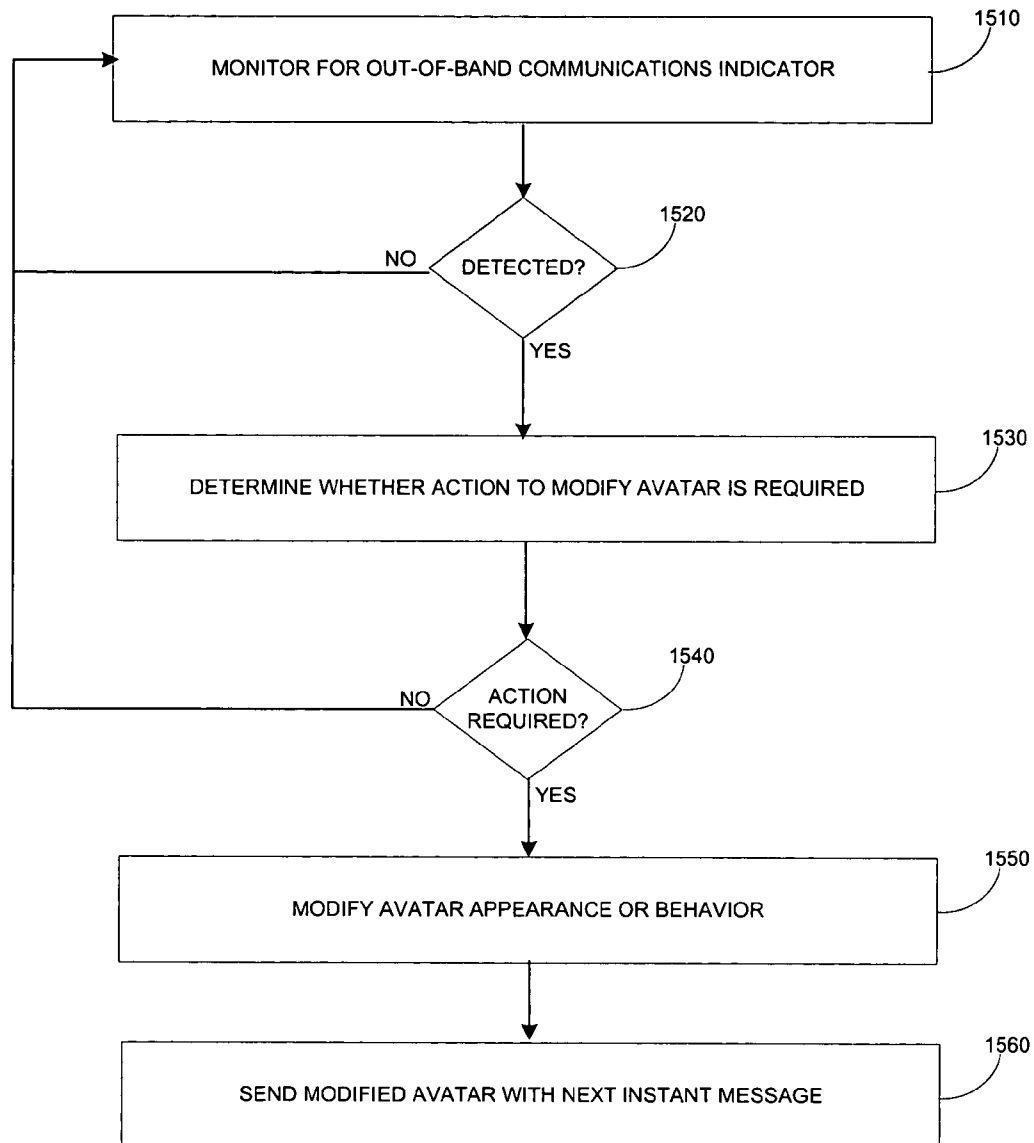 1510
MONITOR FOR OUT-OF-BAND COMMUNICATIONS INDICATOR
1520
NO
DETECTED?
YES
1530
DETERMINE WHETHER ACTION TO MODIFY AVATAR IS REQUIRED
1540
NO
ACTION
REQUIRED?
YES
1550
MODIFY AVATAR APPEARANCE OR BEHAVIOR
1560
SEND MODIFIED AVATAR WITH NEXT INSTANT MESSAGE